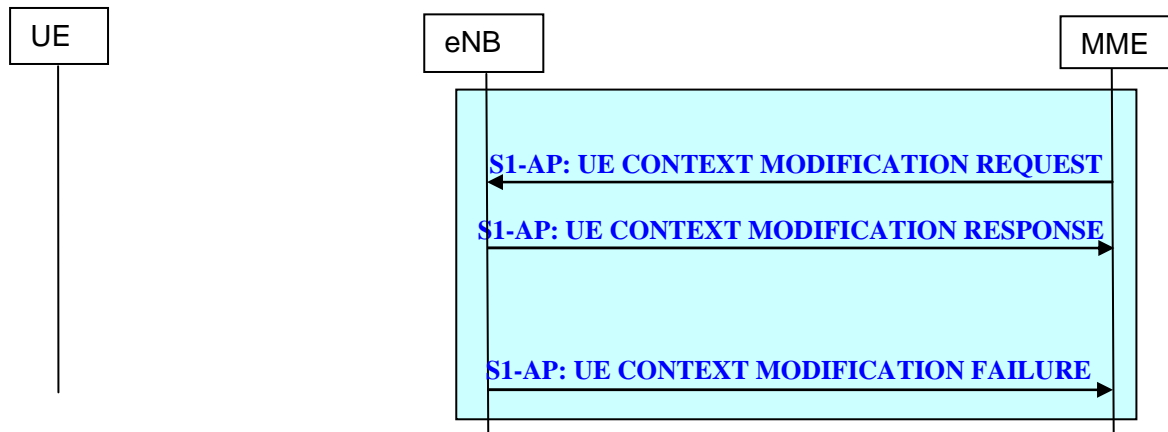 UE
eNB
MME
S1-AP: UE CONTEXT MODIFICATION REQUEST
S1-AP: UE CONTEXT MODIFICATION RESPONSE
S1-AP: UE CONTEXT MODIFICATION FAILURE